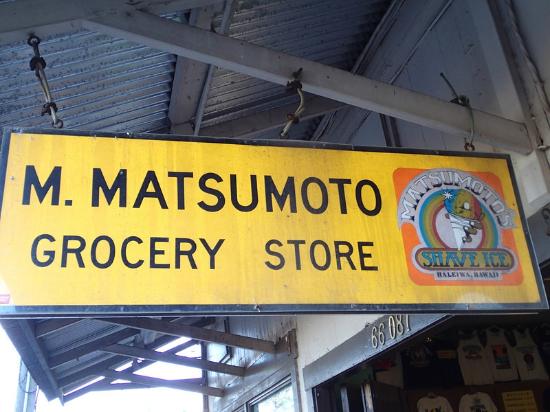 M. MATSUMOTO
GROCERY STORE
MATSUMOTO'S
SHAVE ICE
HALEIWA, HAWAII
66 087